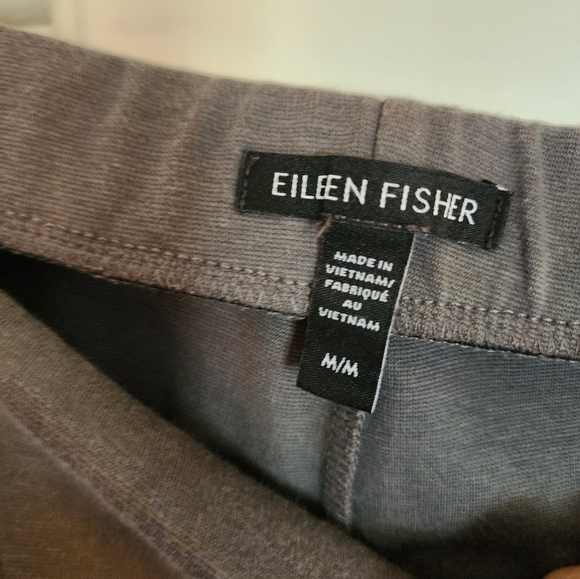 EILEEN FISHER
MADE IN
VIETNAM/
FABRIQUÉ
AU
VIETNAM
M/M